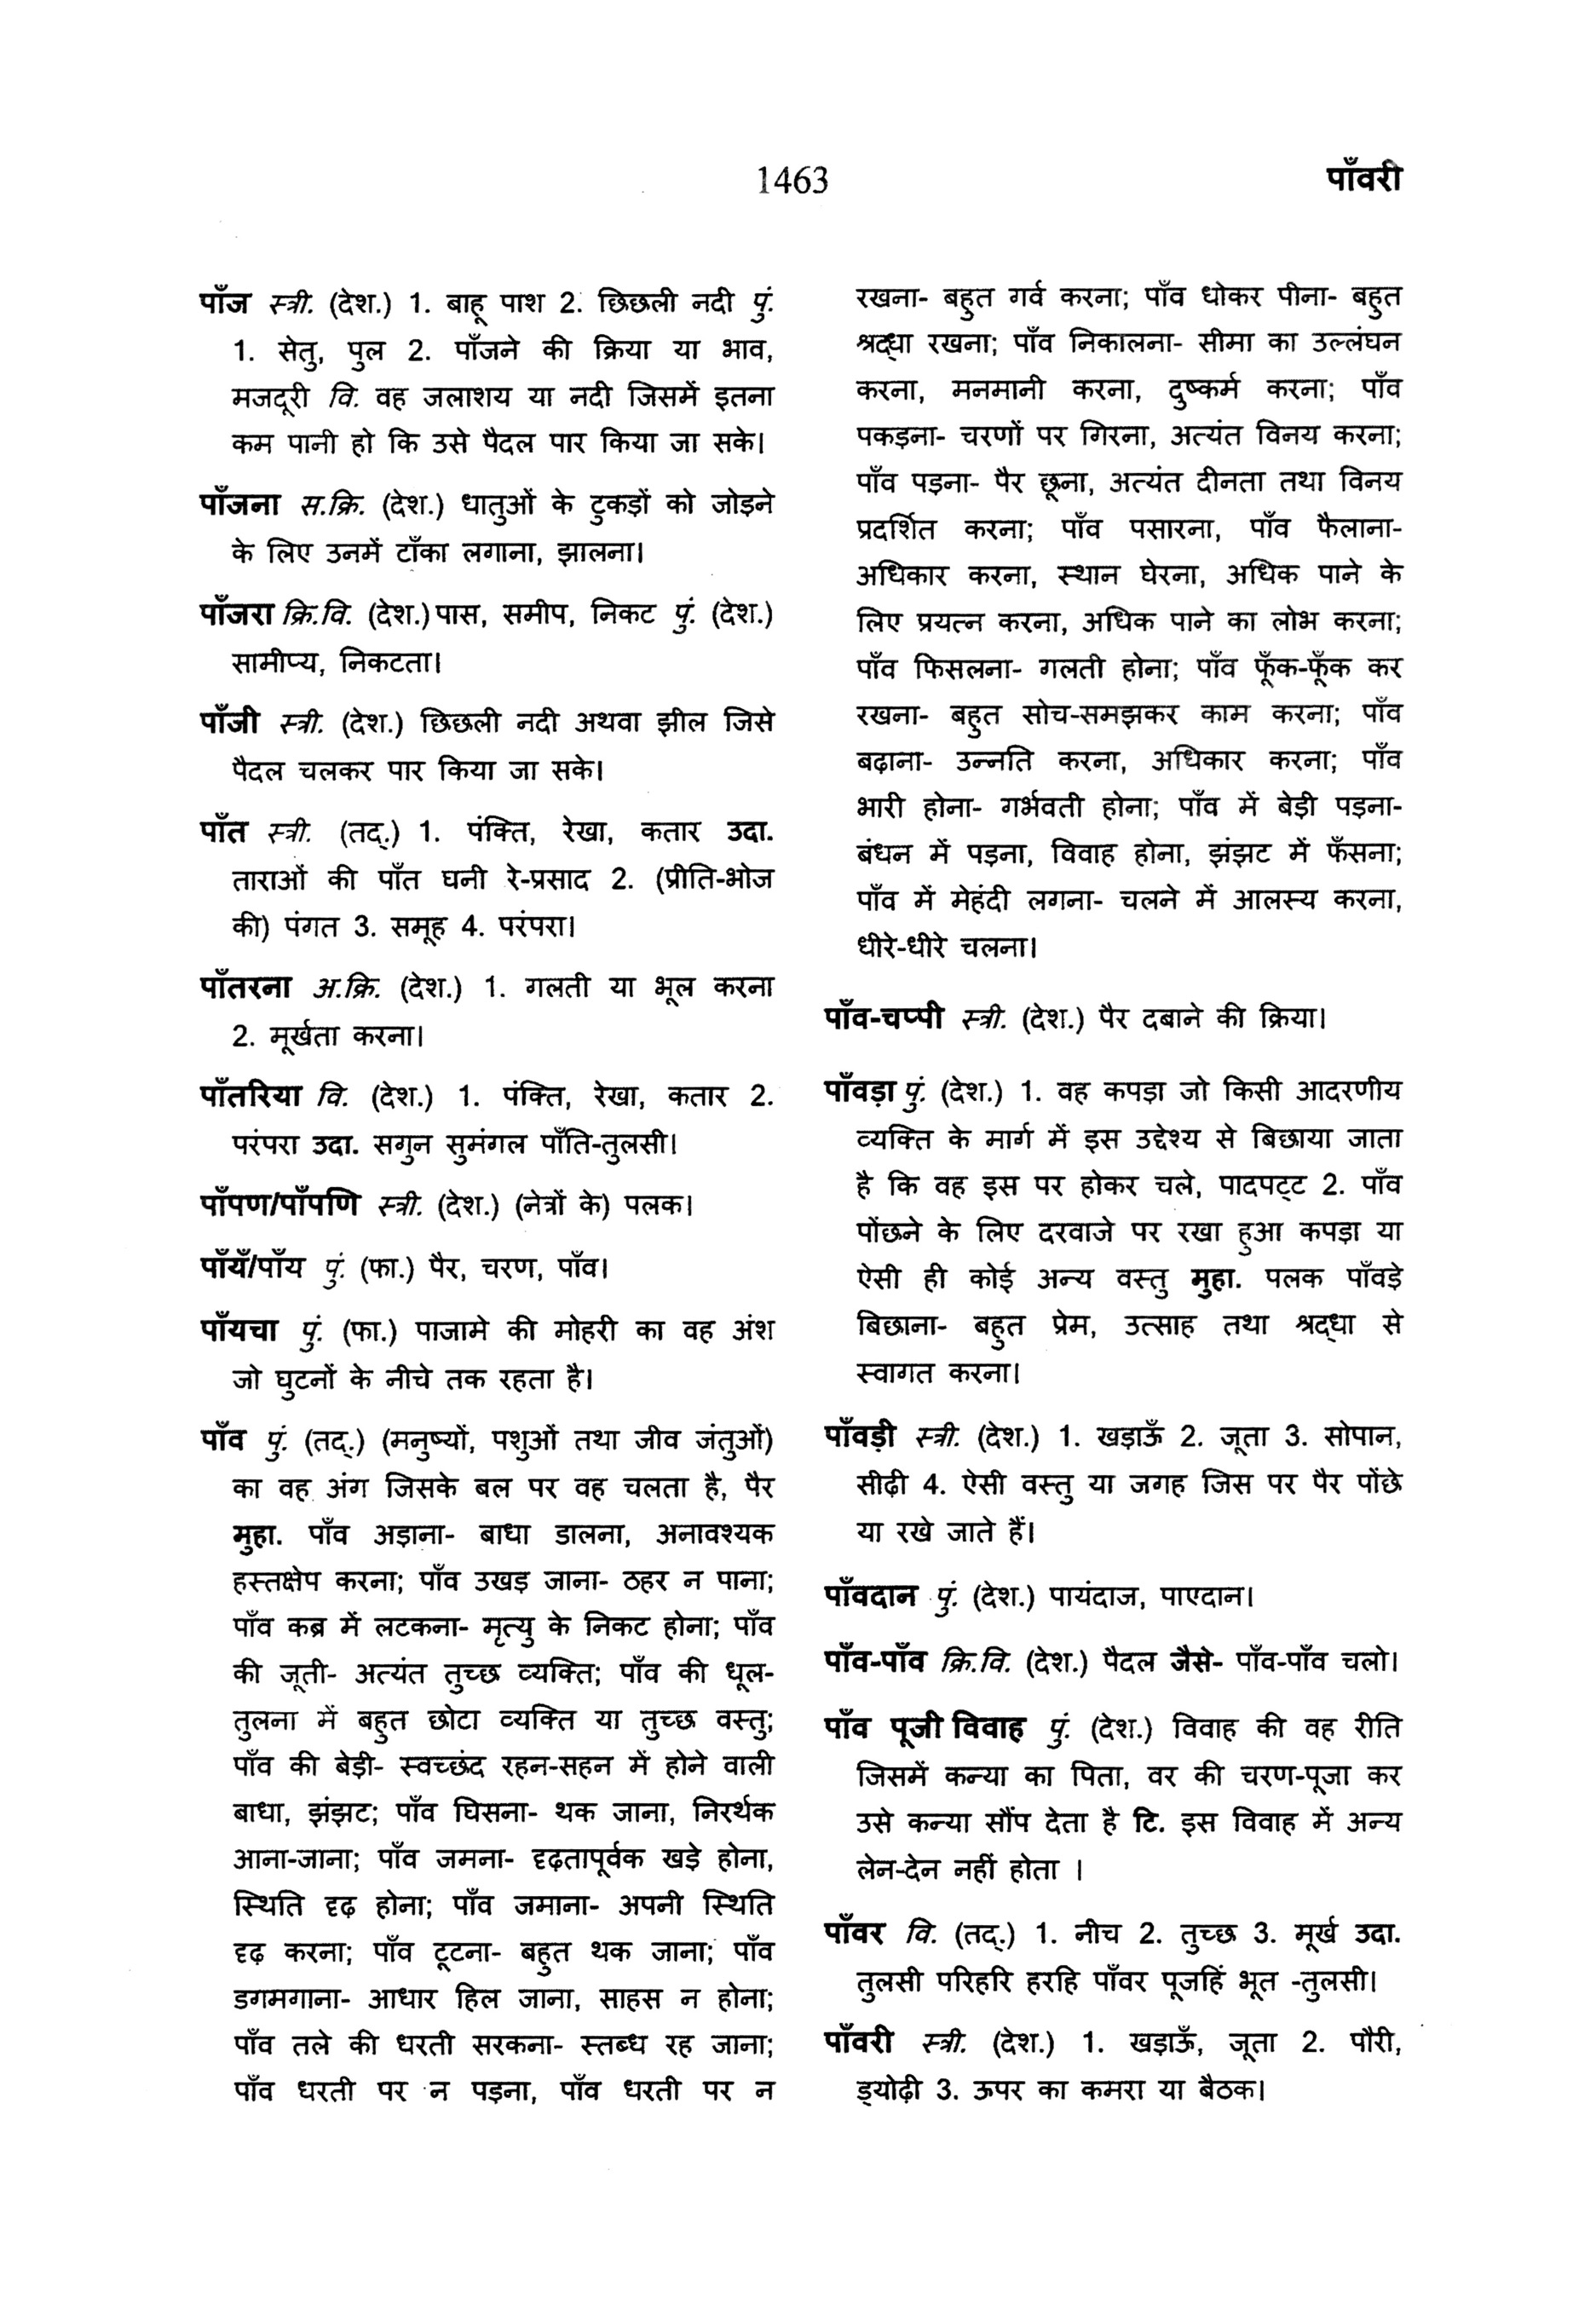 1463
पाँवरी
पाँज स्त्री. (देश.) 1. बाहू पाश 2. छिछली नदी पुं.
1. सेतु, पुल 2. पाँजने की क्रिया या भाव,
मजदूरी वि. वह जलाशय या नदी जिसमें इतना
कम पानी हो कि उसे पैदल पार किया जा सके।
पाँजना स.क्रि. (देश.) धातुओं के टुकड़ों को जोड़ने
के लिए उनमें टाँका लगाना, झालना।
पाँजरा क्रि.वि. (देश.) पास, समीप, निकट पुं. (देश.)
सामीप्य, निकटता।
पाँजी स्त्री. (देश.) छिछली नदी अथवा झील जिसे
पैदल चलकर पार किया जा सके।
पाँत स्त्री. (तद्.) 1. पंक्ति, रेखा, कतार उदा.
ताराओं की पाँत घनी रे-प्रसाद 2. (प्रीति-भोज
की) पंगत 3. समूह 4. परंपरा।
पाँतरना अ.क्रि. (देश.) 1. गलती या भूल करना
2. मूर्खता करना।
पाँतरिया वि. (देश.) 1. पंक्ति, रेखा, कतार 2.
परंपरा उदा. सगुन सुमंगल पाँति-तुलसी।
पाँपण/पाँपणि स्त्री. (देश.) (नेत्रों के) पलक।
पाँयँ/पाँय पुं. (फा.) पैर, चरण, पाँव।
पाँयचा पुं. (फा.) पाजामे की मोहरी का वह अंश
जो घुटनों के नीचे तक रहता है।
पाँव पुं. (तद्.) (मनुष्यों, पशुओं तथा जीव जंतुओं)
का वह अंग जिसके बल पर वह चलता है, पैर
मुहा. पाँव अड़ाना- बाधा डालना, अनावश्यक
हस्तक्षेप करना; पाँव उखड़ जाना- ठहर न पाना;
पाँव कब्र में लटकना- मृत्यु के निकट होना; पाँव
की जूती- अत्यंत तुच्छ व्यक्ति; पाँव की धूल-
तुलना में बहुत छोटा व्यक्ति या तुच्छ वस्तु;
पाँव की बेड़ी- स्वच्छंद रहन-सहन में होने वाली
बाधा, झंझट; पाँव घिसना- थक जाना, निरर्थक
आना-जाना; पाँव जमना- दृढ़तापूर्वक खड़े होना,
स्थिति दृढ़ होना; पाँव जमाना- अपनी स्थिति
दृढ़ करना; पाँव टूटना- बहुत थक जाना; पाँव
डगमगाना- आधार हिल जाना, साहस न होना;
पाँव तले की धरती सरकना- स्तब्ध रह जाना;
पाँव धरती पर न पड़ना, पाँव धरती पर न
रखना- बहुत गर्व करना; पाँव धोकर पीना- बहुत
श्रद्धा रखना; पाँव निकालना- सीमा का उल्लंघन
करना, मनमानी करना, दुष्कर्म करना; पाँव
पकड़ना- चरणों पर गिरना, अत्यंत विनय करना;
पाँव पड़ना- पैर छूना, अत्यंत दीनता तथा विनय
प्रदर्शित करना; पाँव पसारना, पाँव फैलाना-
अधिकार करना, स्थान घेरना, अधिक पाने के
लिए प्रयत्न करना, अधिक पाने का लोभ करना;
पाँव फिसलना- गलती होना; पाँव फूँक-फूँक कर
रखना- बहुत सोच-समझकर काम करना; पाँव
बढ़ाना- उन्नति करना, अधिकार करना; पाँव
भारी होना- गर्भवती होना; पाँव में बेड़ी पड़ना-
बंधन में पड़ना, विवाह होना, झंझट में फँसना;
पाँव में मेहंदी लगना- चलने में आलस्य करना,
धीरे-धीरे चलना।
पाँव-चप्पी स्त्री. (देश.) पैर दबाने की क्रिया।
पाँवड़ा पुं. (देश.) 1. वह कपड़ा जो किसी आदरणीय
व्यक्ति के मार्ग में इस उद्देश्य से बिछाया जाता
है कि वह इस पर होकर चले, पादपट्ट 2. पाँव
पोंछने के लिए दरवाजे पर रखा हुआ कपड़ा या
ऐसी ही कोई अन्य वस्तु मुहा. पलक पाँवड़े
बिछाना- बहुत प्रेम, उत्साह तथा श्रद्धा से
स्वागत करना।
पाँवड़ी स्त्री. (देश.) 1. खड़ाऊँ 2. जूता 3. सोपान,
सीढ़ी 4. ऐसी वस्तु या जगह जिस पर पैर पोंछे
या रखे जाते हैं।
पाँवदान पुं. (देश.) पायंदाज, पाएदान।
पाँव-पाँव क्रि.वि. (देश.) पैदल जैसे- पाँव-पाँव चलो।
पाँव पूजी विवाह पुं. (देश.) विवाह की वह रीति
जिसमें कन्या का पिता, वर की चरण-पूजा कर
उसे कन्या सौंप देता है टि. इस विवाह में अन्य
लेन-देन नहीं होता ।
पाँवर वि. (तद्.) 1. नीच 2. तुच्छ 3. मूर्ख उदा.
तुलसी परिहरि हरहि पाँवर पूजहिं भूत -तुलसी।
पाँवरी स्त्री. (देश.) 1. खड़ाऊँ, जूता 2. पौरी,
ड्योढ़ी 3. ऊपर का कमरा या बैठक।